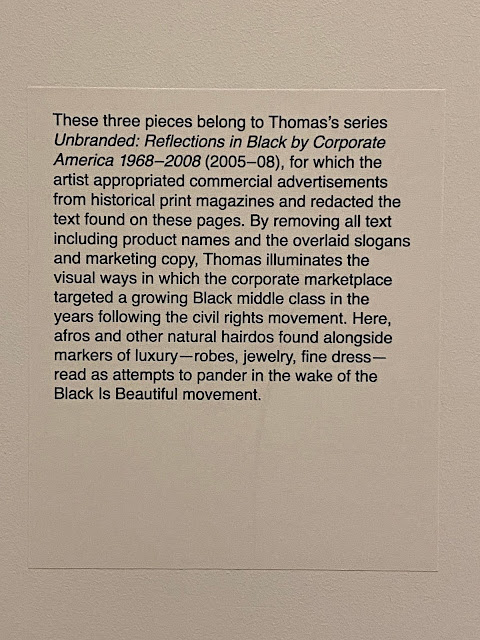 These three pieces belong to Thomas's series
Unbranded: Reflections in Black by Corporate
America 1968–2008 (2005–08), for which the
artist appropriated commercial advertisements
from historical print magazines and redacted the
text found on these pages. By removing all text
including product names and the overlaid slogans
and marketing copy, Thomas illuminates the
visual ways in which the corporate marketplace
targeted a growing Black middle class in the
years following the civil rights movement. Here,
afros and other natural hairdos found alongside
markers of luxury—robes, jewelry, fine dress—
read as attempts to pander in the wake of the
Black Is Beautiful movement.